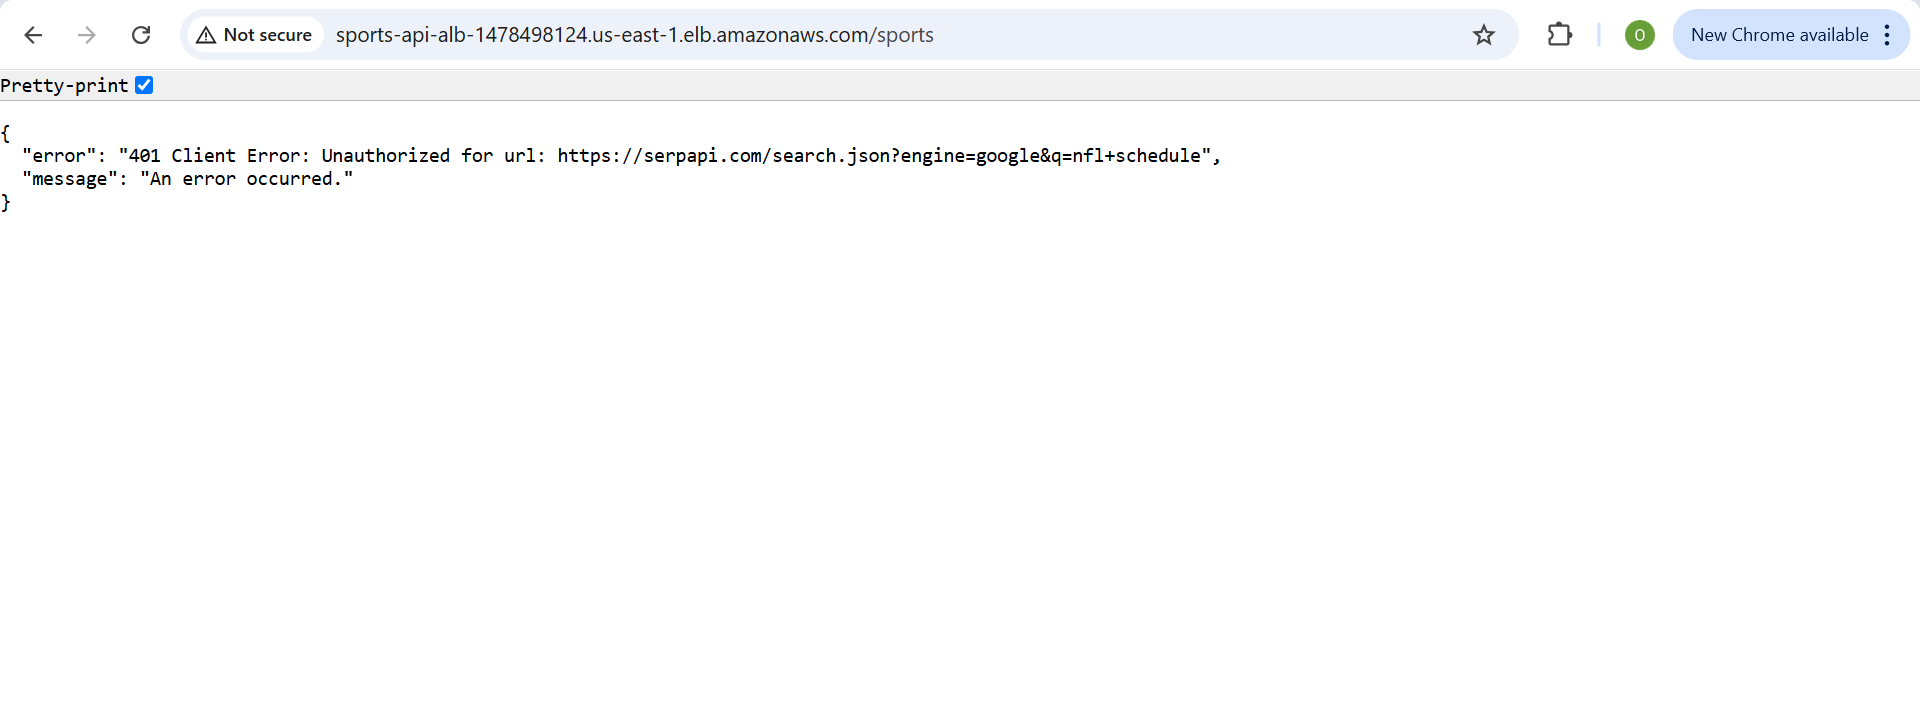 Not secure sports-api-alb-1478498124.us-east-1.elb.amazonaws.com/sports O New Chrome available
Pretty-print
{
"error": "401 Client Error: Unauthorized for url: https://serpapi.com/search.json?engine=google&q=nfl+schedule",
"message": "An error occurred."
}